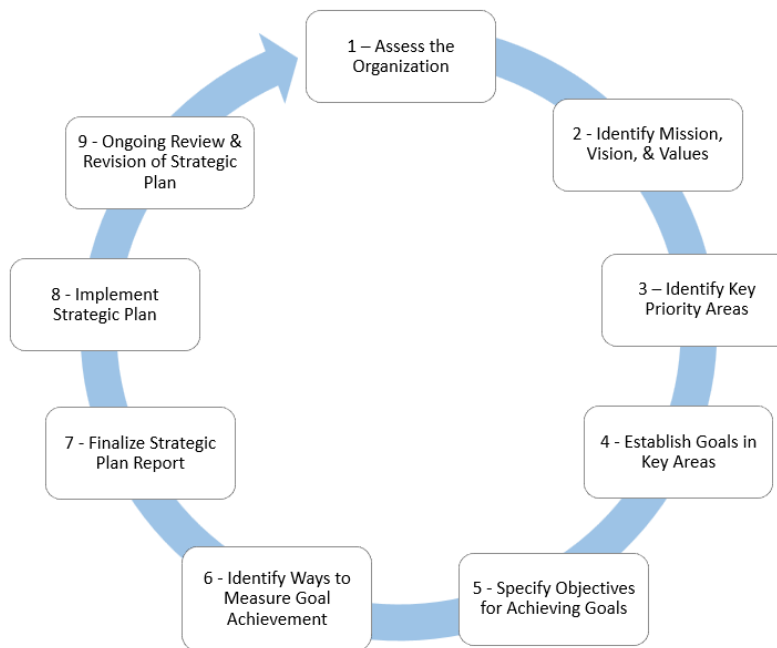 1 – Assess the
Organization
2 - Identify Mission,
Vision, & Values
3 – Identify Key
Priority Areas
4 - Establish Goals in
Key Areas
5 - Specify Objectives
for Achieving Goals
6 - Identify Ways to
Measure Goal
Achievement
7 - Finalize Strategic
Plan Report
8 - Implement
Strategic Plan
9 - Ongoing Review &
Revision of Strategic
Plan